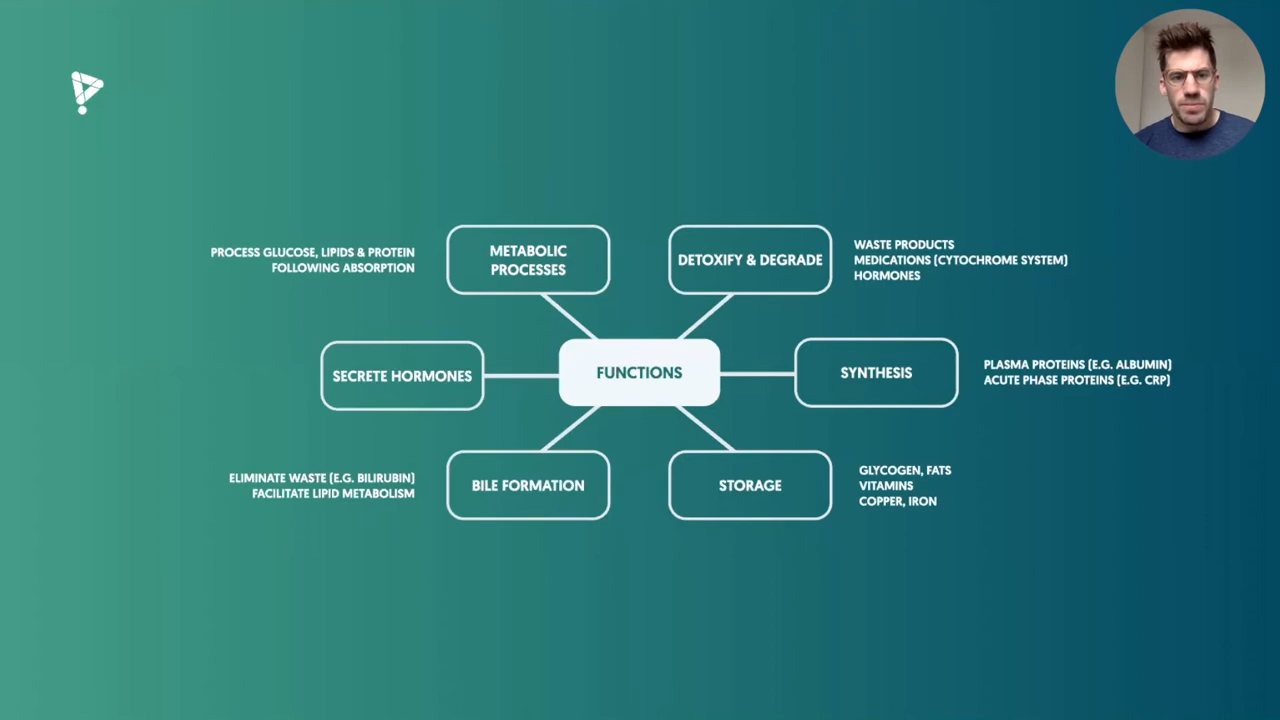 METABOLIC
PROCESSES
PROCESS GLUCOSE, LIPIDS & PROTEIN
FOLLOWING ABSORPTION
DETOXIFY & DEGRADE
WASTE PRODUCTS
MEDICATIONS (CYTOCHROME SYSTEM)
HORMONES
SECRETE HORMONES
FUNCTIONS
SYNTHESIS
PLASMA PROTEINS (E.G. ALBUMIN)
ACUTE PHASE PROTEINS (E.G. CRP)
ELIMINATE WASTE (E.G. BILIRUBIN)
FACILITATE LIPID METABOLISM
BILE FORMATION
STORAGE
GLYCOGEN, FATS
VITAMINS
COPPER, IRON